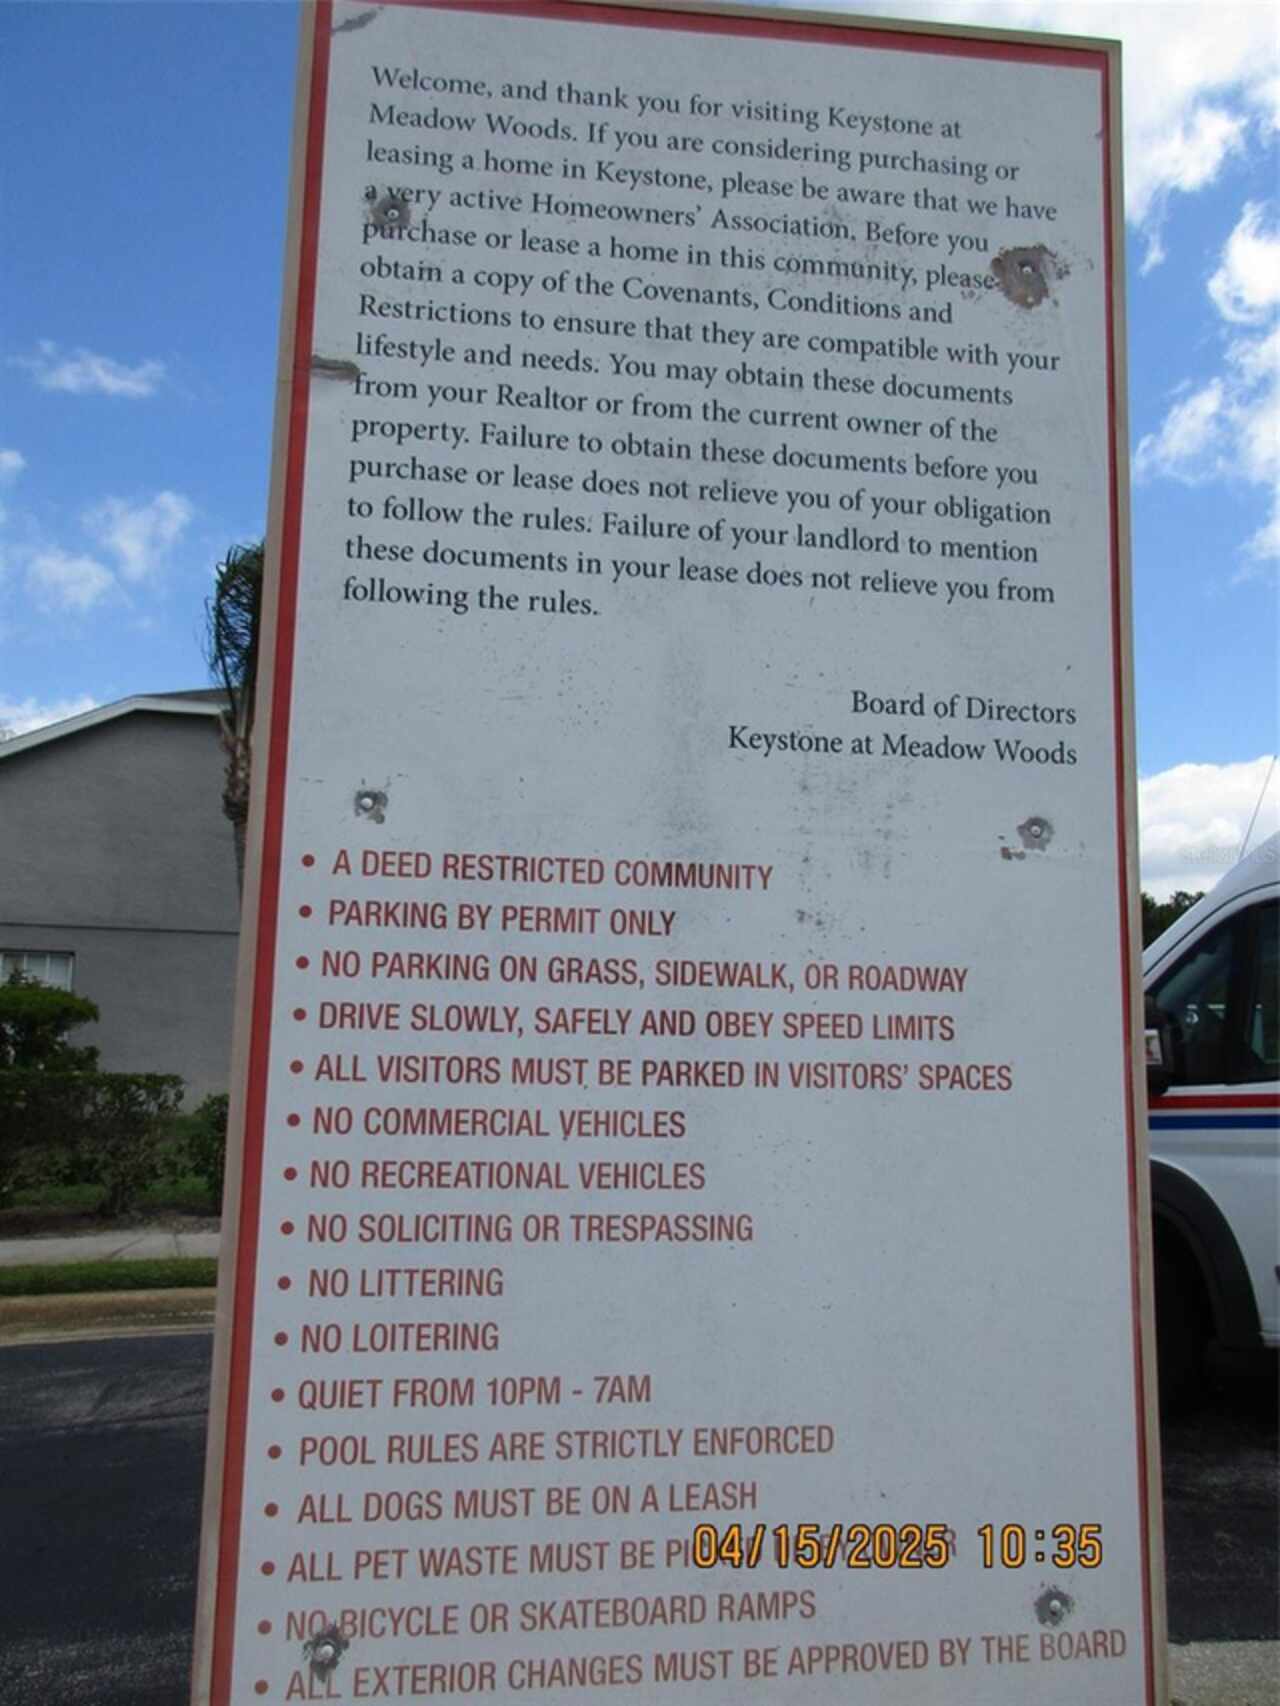 Welcome, and thank you for visiting Keystone at
Meadow Woods. If you are considering purchasing or
leasing a home in Keystone, please be aware that we have
a very active Homeowners' Association. Before you
purchase or lease a home in this community, please
obtain a copy of the Covenants, Conditions and
Restrictions to ensure that they are compatible with your
lifestyle and needs. You may obtain these documents
from your Realtor or from the current owner of the
property. Failure to obtain these documents before you
purchase or lease does not relieve you of your obligation
to follow the rules. Failure of your landlord to mention
these documents in your lease does not relieve you from
following the rules.
Board of Directors
Keystone at Meadow Woods
• A DEED RESTRICTED COMMUNITY
• PARKING BY PERMIT ONLY
• NO PARKING ON GRASS, SIDEWALK, OR ROADWAY
• DRIVE SLOWLY, SAFELY AND OBEY SPEED LIMITS
• ALL VISITORS MUST BE PARKED IN VISITORS' SPACES
• NO COMMERCIAL VEHICLES
• NO RECREATIONAL VEHICLES
• NO SOLICITING OR TRESPASSING
• NO LITTERING
• NO LOITERING
• QUIET FROM 10PM - 7AM
• POOL RULES ARE STRICTLY ENFORCED
• ALL DOGS MUST BE ON A LEASH
• ALL PET WASTE MUST BE
04/15/2025 10:35
• NO BICYCLE OR SKATEBOARD RAMPS
• ALL EXTERIOR CHANGES MUST BE APPROVED BY THE BOARD